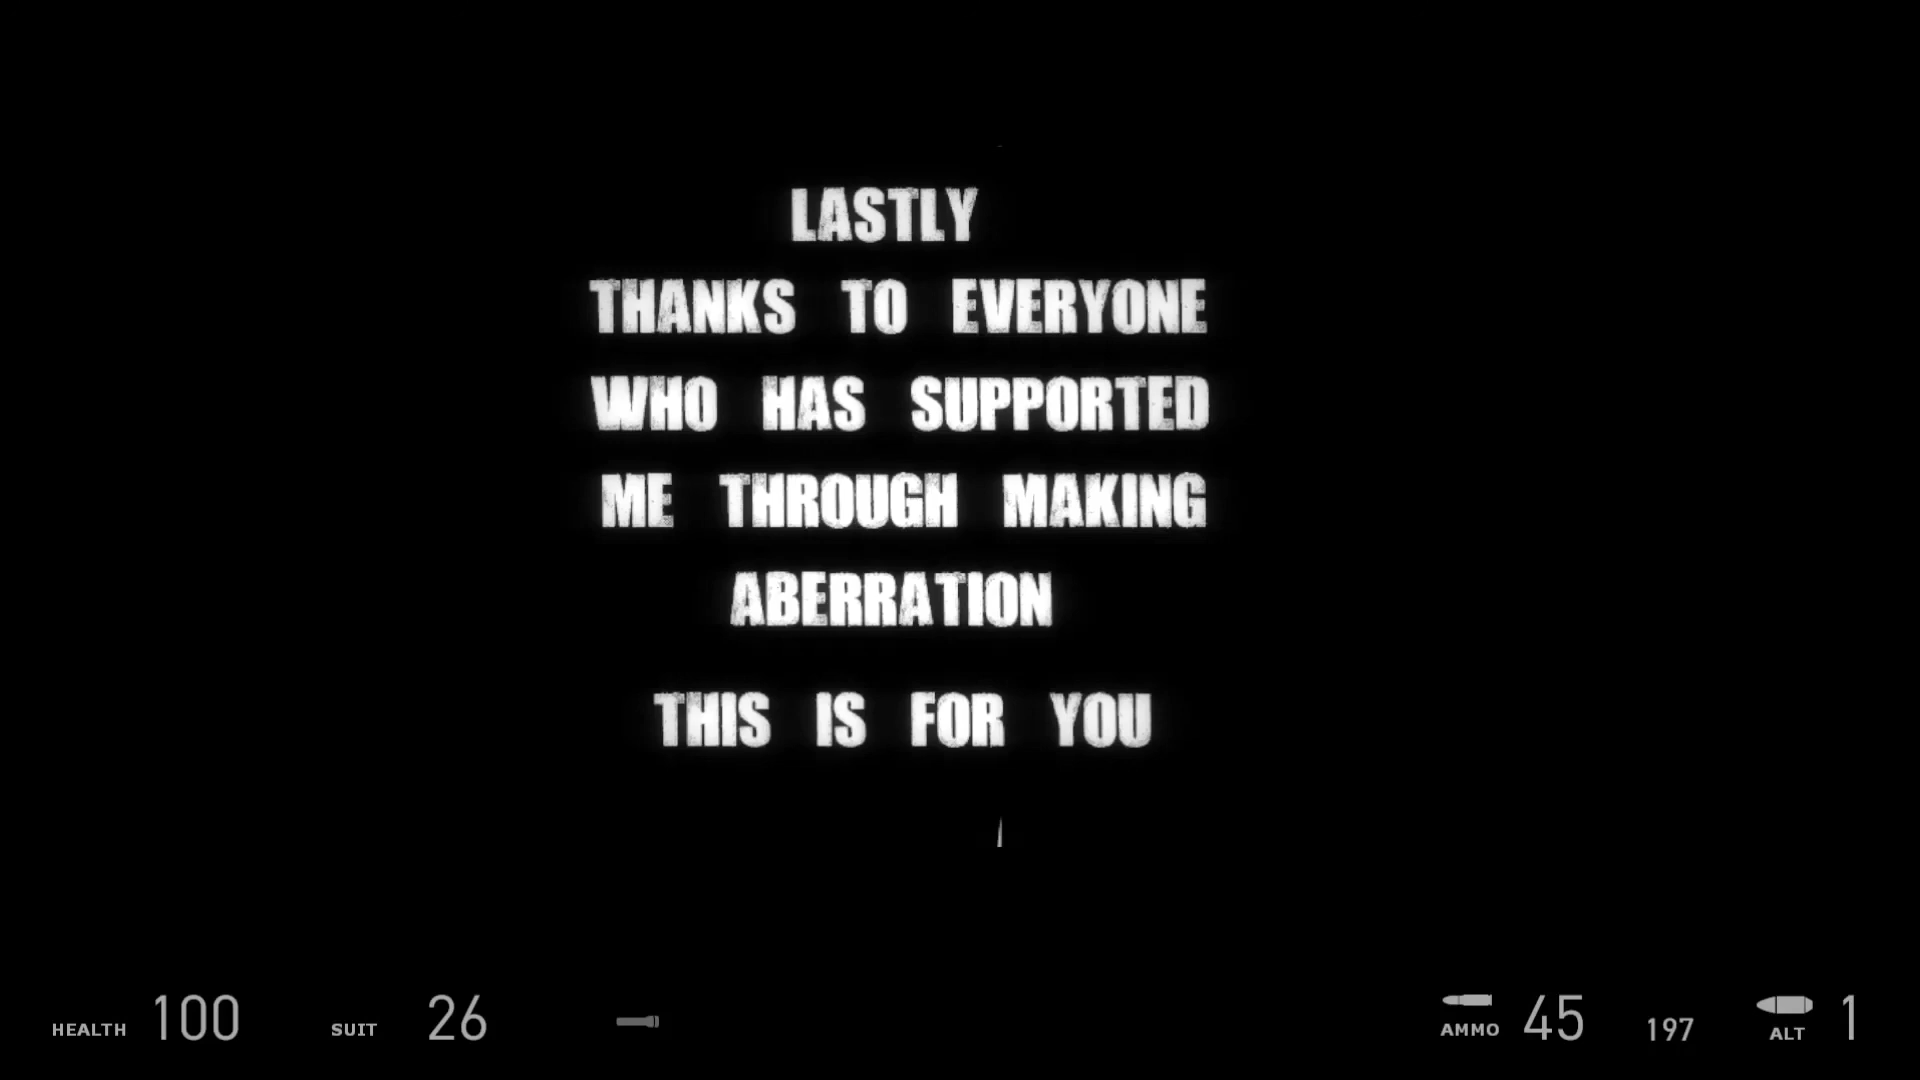 LASTLY
THANKS TO EVERYONE
WHO HAS SUPPORTED
ME THROUGH MAKING
ABERRATION
THIS IS FOR YOU
HEALTH 100 SUIT 26 AMMO 45 197 ALT 1